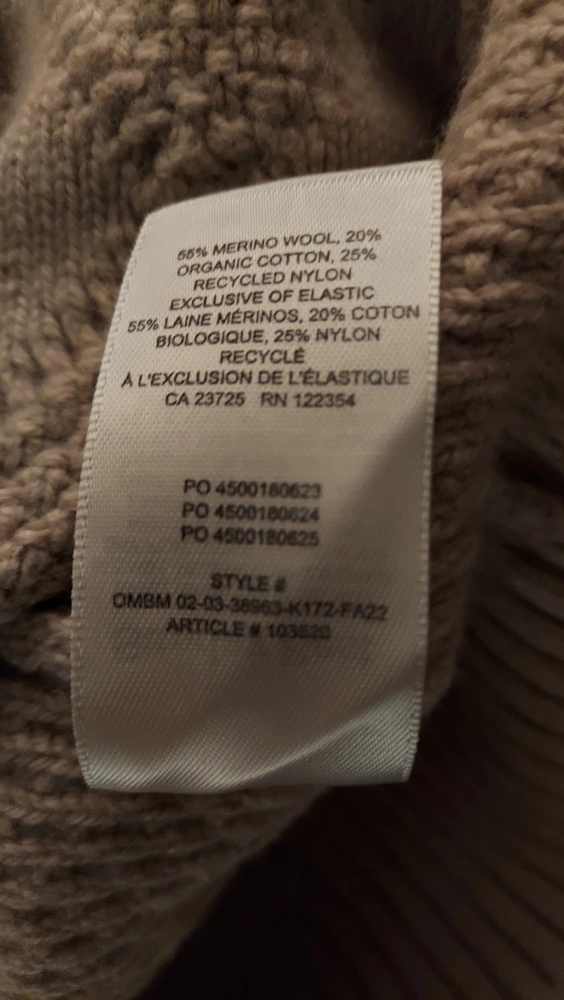 55% MERINO WOOL, 20%
ORGANIC COTTON, 25%
RECYCLED NYLON
EXCLUSIVE OF ELASTIC
55% LAINE MÉRINOS, 20% COTON
BIOLOGIQUE, 25% NYLON
RECYCLÉ
À L'EXCLUSION DE L'ÉLASTIQUE
CA 23725 RN 122354
PO 4500180623
PO 4500180624
PO 4500180625
STYLE #
OMBM 02-03-38963-K172-FA22
ARTICLE # 103520